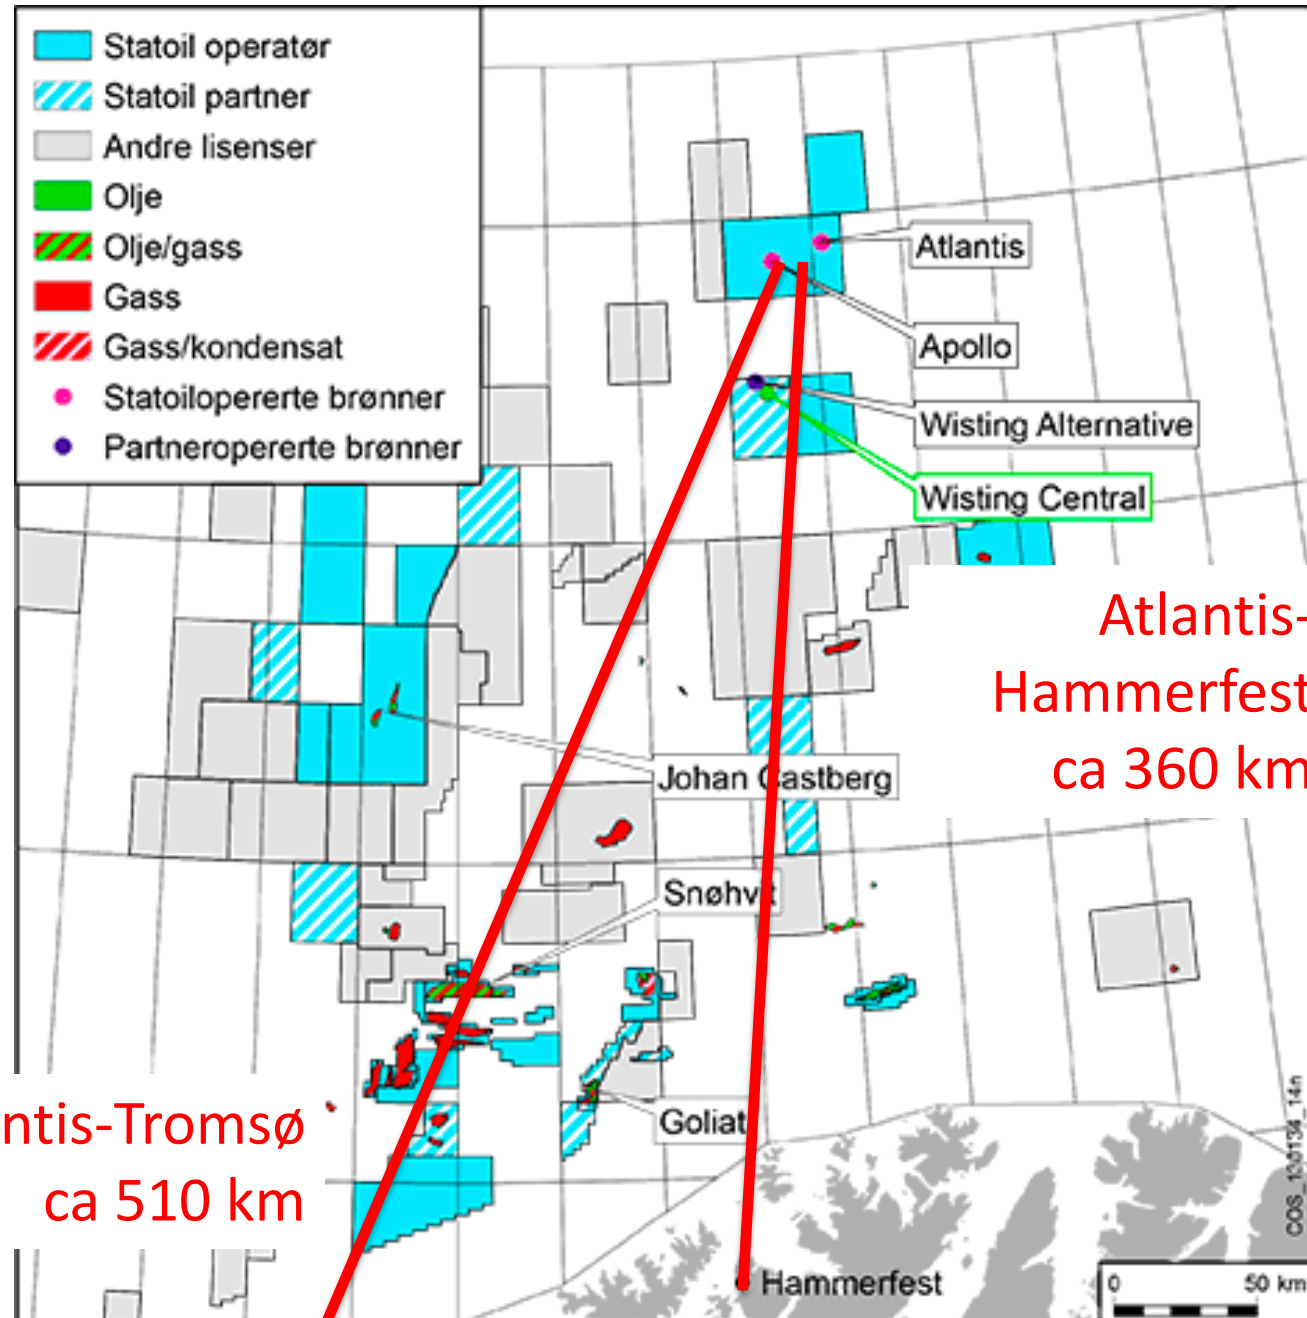 Statoil operatør
Statoil partner
Andre lisenser
Olje
Olje/gass
Gass
Gass/kondensat
Statoilopererte brønner
Partneropererte brønner
Atlantis
Apollo
Wisting Alternative
Wisting Central
Atlantis-
Hammerfest
ca 360 km
Johan Castberg
Snøhvit
Goliat
ntis-Tromsø
ca 510 km
Hammerfest
0 50 km
COS_130134_14n